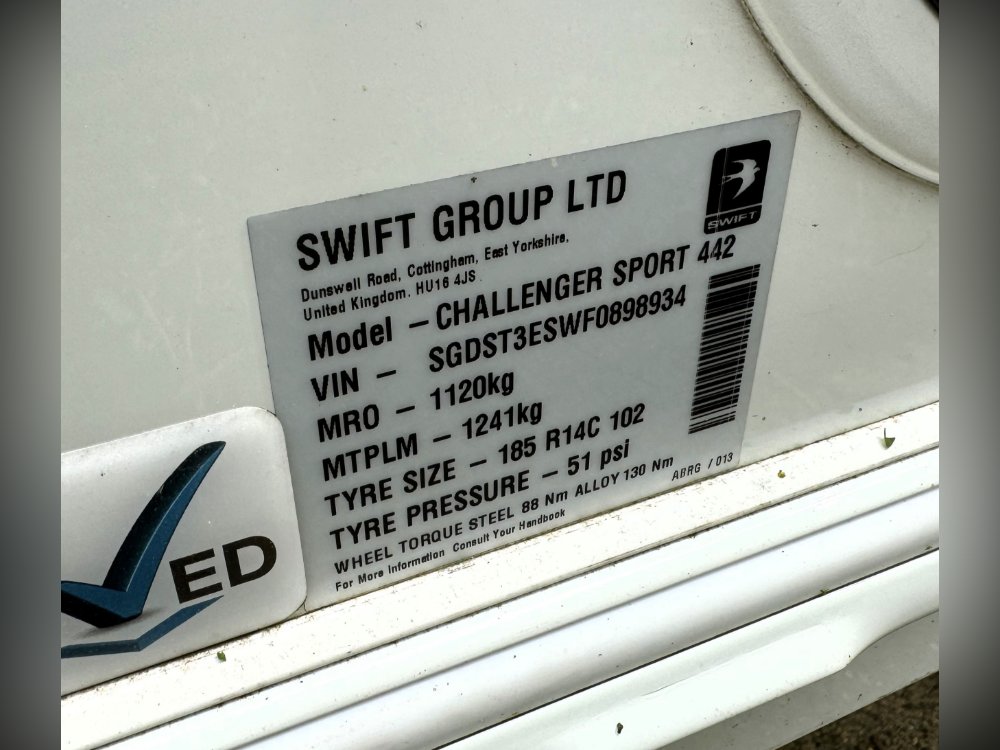 SWIFT GROUP LTD
SWIFT
Dunswell Road, Cottingham, East Yorkshire,
United Kingdom. HU16 4JS
Model – CHALLENGER SPORT 442
VIN – SGDST3ESWF0898934
MRO – 1120kg
MTPLM – 1241kg
TYRE SIZE – 185 R14C 102
TYRE PRESSURE – 51 psi
WHEEL TORQUE STEEL 88 Nm ALLOY 130 Nm
For More Information Consult Your Handbook
ABRG / 013
ED